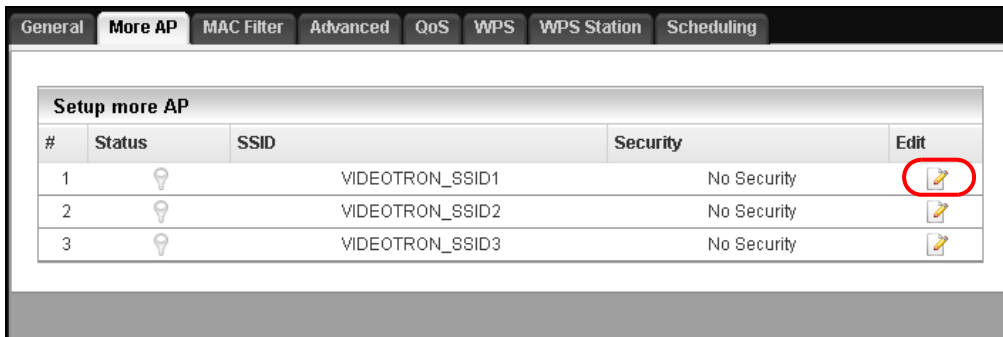 General More AP MAC Filter Advanced QoS WPS WPS Station Scheduling
Setup more AP
# Status SSID Security Edit
1 VIDEOTRON_SSID1 No Security
2 VIDEOTRON_SSID2 No Security
3 VIDEOTRON_SSID3 No Security